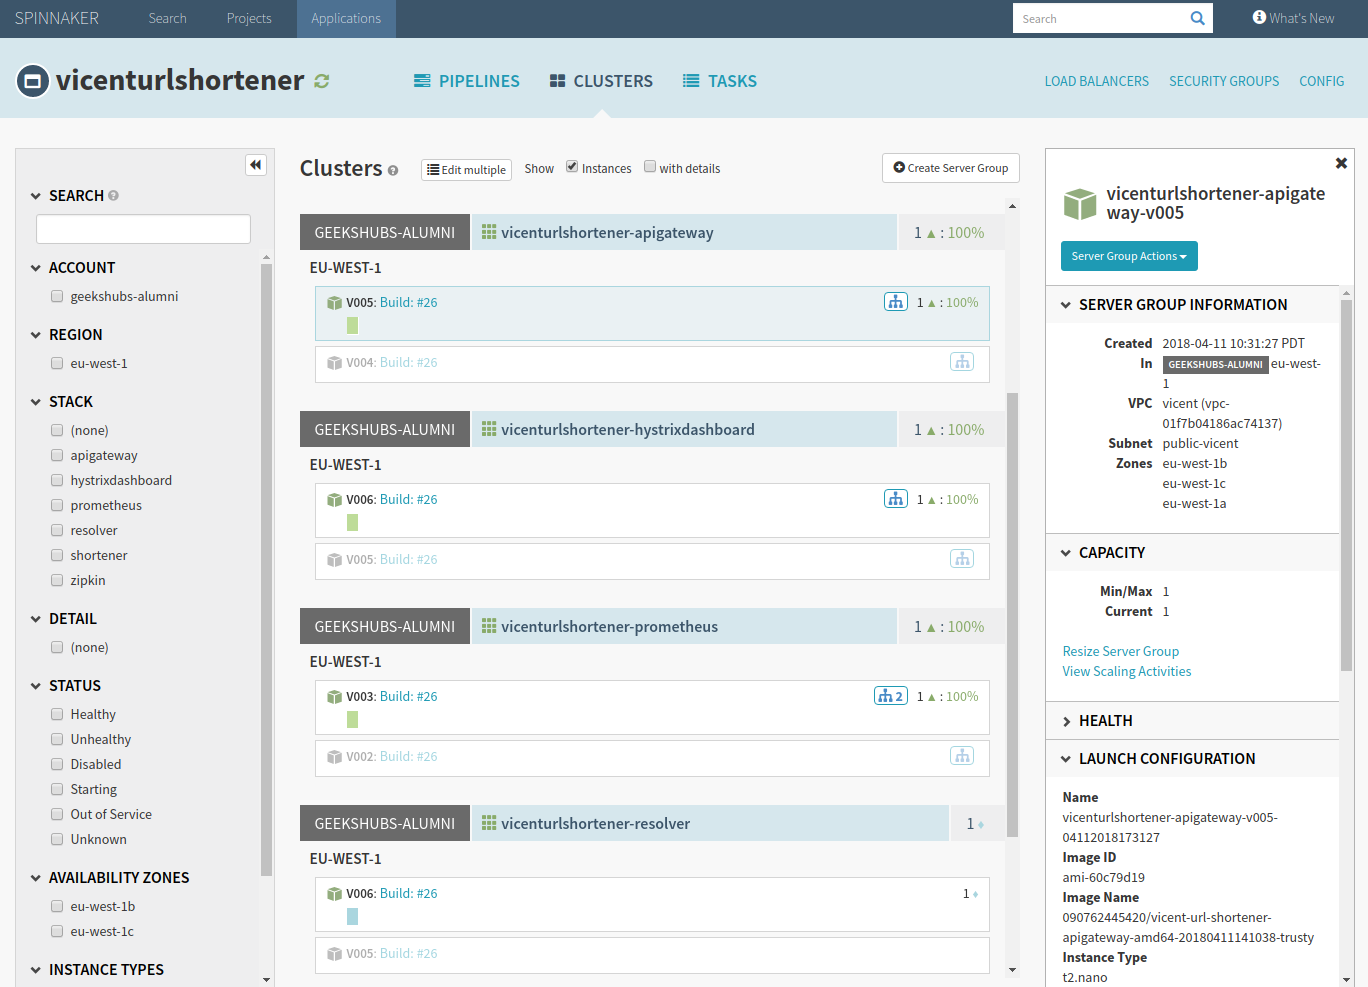 SPINNAKER Search Projects Applications Search What's New
vicenturlshortener PIPELINES CLUSTERS TASKS LOAD BALANCERS SECURITY GROUPS CONFIG
SEARCH
ACCOUNT
geekshubs-alumni
REGION
eu-west-1
STACK
(none)
apigateway
hystrixdashboard
prometheus
resolver
shortener
zipkin
DETAIL
(none)
STATUS
Healthy
Unhealthy
Disabled
Starting
Out of Service
Unknown
AVAILABILITY ZONES
eu-west-1b
eu-west-1c
INSTANCE TYPES
Clusters Edit multiple Show Instances with details Create Server Group
GEEKSHUBS-ALUMNI vicenturlshortener-apigateway 1 ▲ : 100%
EU-WEST-1
V005: Build: #26 1 ▲ : 100%
V004: Build: #26
GEEKSHUBS-ALUMNI vicenturlshortener-hystrixdashboard 1 ▲ : 100%
EU-WEST-1
V006: Build: #26 1 ▲ : 100%
V005: Build: #26
GEEKSHUBS-ALUMNI vicenturlshortener-prometheus 1 ▲ : 100%
EU-WEST-1
V003: Build: #26 2 1 ▲ : 100%
V002: Build: #26
GEEKSHUBS-ALUMNI vicenturlshortener-resolver 1 ♦
EU-WEST-1
V006: Build: #26 1 ♦
V005: Build: #26
vicenturlshortener-apigate
way-v005
Server Group Actions
SERVER GROUP INFORMATION
Created 2018-04-11 10:31:27 PDT
In GEEKSHUBS-ALUMNI eu-west-
1
VPC vicent (vpc-
01f7b04186ac74137)
Subnet public-vicent
Zones eu-west-1b
eu-west-1c
eu-west-1a
CAPACITY
Min/Max 1
Current 1
Resize Server Group
View Scaling Activities
HEALTH
LAUNCH CONFIGURATION
Name
vicenturlshortener-apigateway-v005-
04112018173127
Image ID
ami-60c79d19
Image Name
090762445420/vicent-url-shortener-
apigateway-amd64-20180411141038-trusty
Instance Type
t2.nano